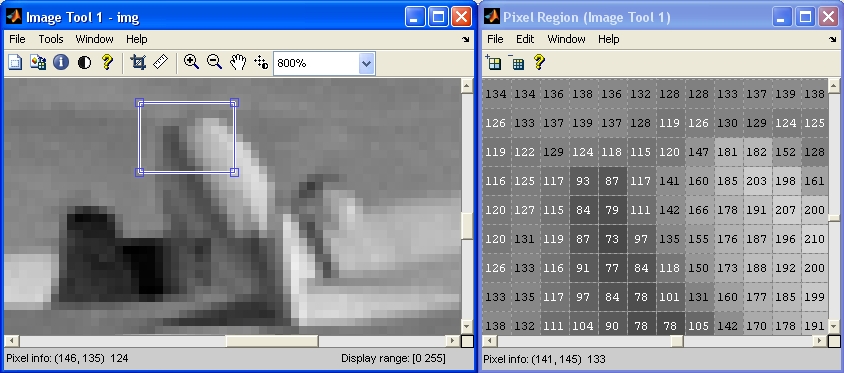 Image Tool 1 - img
File Tools Window Help
800%
Pixel info: (146, 135) 124
Display range: [0 255]
Pixel Region (Image Tool 1)
File Edit Window Help
134 134 136 138 136 132 128 128 133 137 139 138
126 133 137 139 137 128 119 126 130 129 124 125
119 122 129 124 118 115 120 147 181 182 152 128
116 125 117 93 87 117 141 160 185 203 198 161
120 127 115 84 79 111 142 166 178 191 207 200
120 131 119 87 73 97 135 155 176 187 196 210
126 133 116 91 77 84 118 150 173 188 192 200
133 135 117 97 84 78 101 131 160 177 185 199
138 132 111 104 90 78 78 105 142 170 178 191
Pixel info: (141, 145) 133